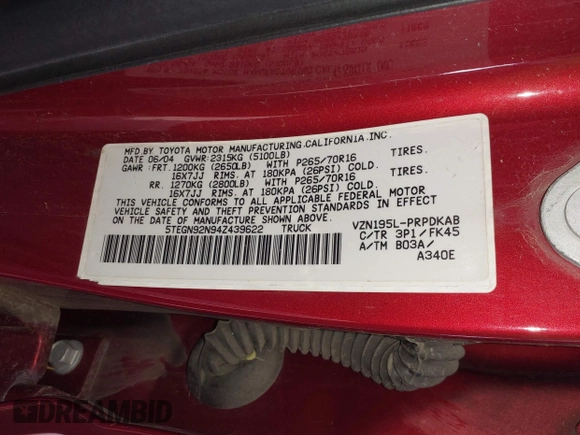 MFD.BY TOYOTA MOTOR MANUFACTURING,CALIFORNIA,INC.
DATE 06/04 GVWR:2315KG (5100LB)
GAWR :FRT.1200KG (2650LB) WITH P265/70R16 TIRES.
16X7JJ RIMS. AT 180KPA (26PSI) COLD.
RR. 1270KG (2800LB) WITH P265/70R16 TIRES.
16X7JJ RIMS. AT 180KPA (26PSI) COLD.
THIS VEHICLE CONFORMS TO ALL APPLICABLE FEDERAL MOTOR
VEHICLE SAFETY AND THEFT PREVENTION STANDARDS IN
EFFECT ON THE DATE OF MANUFACTURE SHOWN ABOVE.
5TEGN92N94Z439622 TRUCK VZN195L-PRPDKAB
C/TR 3P1/FK45
A/TM B03A/
A340E
DREAMBID